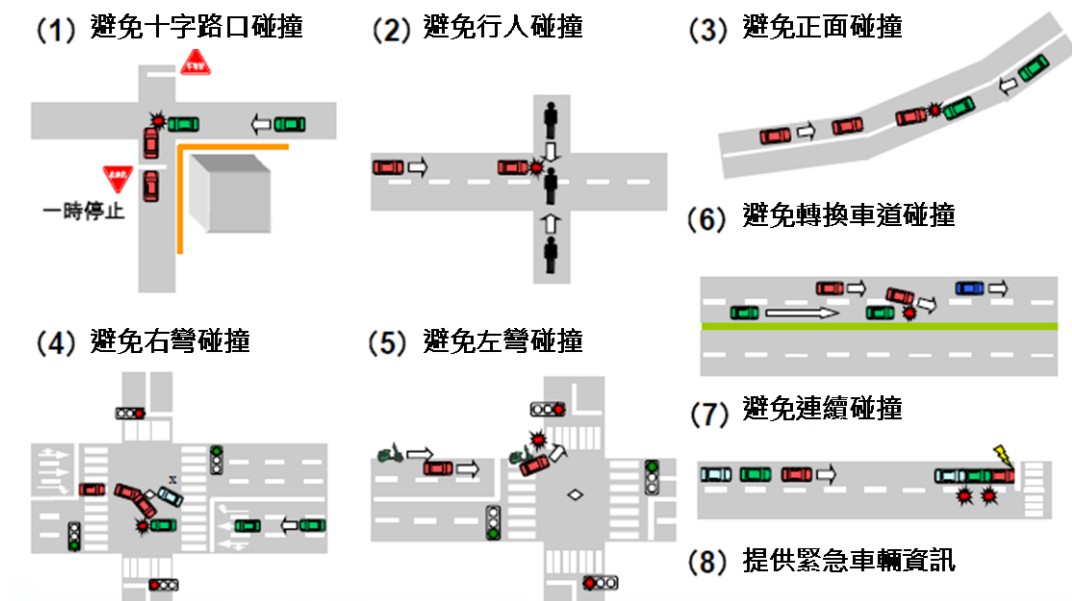 (1) 避免十字路口碰撞
(2) 避免行人碰撞
(3) 避免正面碰撞
一時停止
(6) 避免轉換車道碰撞
(4) 避免右彎碰撞
(5) 避免左彎碰撞
x
(7) 避免連續碰撞
(8) 提供緊急車輛資訊